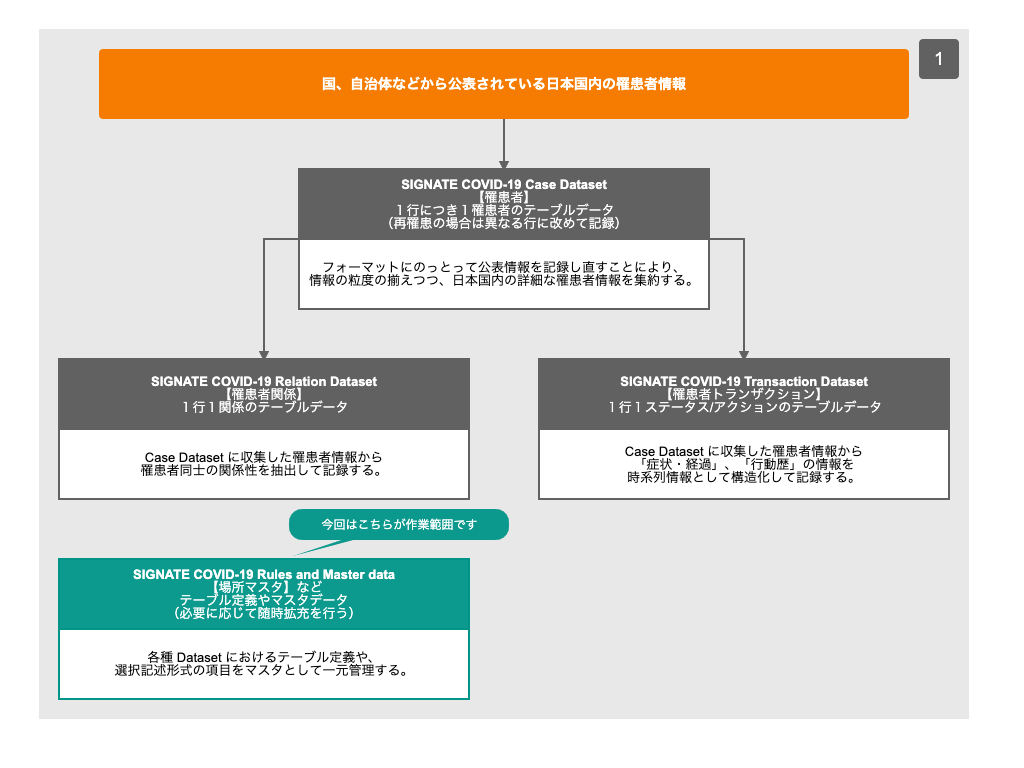 国、自治体などから公表されている日本国内の罹患者情報
1
SIGNATE COVID-19 Case Dataset
【罹患者】
１行につき１罹患者のテーブルデータ
（再罹患の場合は異なる行に改めて記録）
フォーマットにのっとって公表情報を記録し直すことにより、
情報の粒度の揃えつつ、日本国内の詳細な罹患者情報を集約する。
SIGNATE COVID-19 Relation Dataset
【罹患者関係】
１行１関係のテーブルデータ
Case Dataset に収集した罹患者情報から
罹患者同士の関係性を抽出して記録する。
SIGNATE COVID-19 Transaction Dataset
【罹患者トランザクション】
１行１ステータス/アクションのテーブルデータ
Case Dataset に収集した罹患者情報から
「症状・経過」、「行動歴」の情報を
時系列情報として構造化して記録する。
今回はこちらが作業範囲です
SIGNATE COVID-19 Rules and Master data
【場所マスタ】など
テーブル定義やマスタデータ
（必要に応じて随時拡充を行う）
各種 Dataset におけるテーブル定義や、
選択記述形式の項目をマスタとして一元管理する。